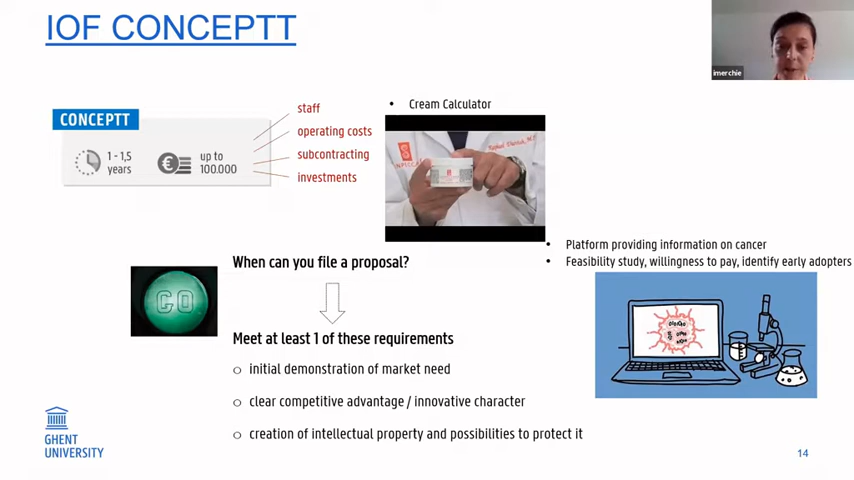 IOF CONCEPTT
imerchie
CONCEPTT
1 - 1,5
years
up to
100.000
staff
operating costs
subcontracting
investments
• Cream Calculator
• Platform providing information on cancer
• Feasibility study, willingness to pay, identify early adopters
When can you file a proposal?
GO
Meet at least 1 of these requirements
o initial demonstration of market need
o clear competitive advantage / innovative character
o creation of intellectual property and possibilities to protect it
GHENT
UNIVERSITY
14